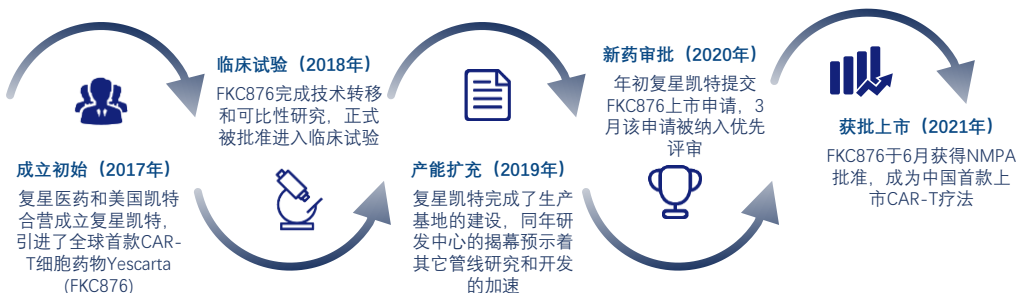 成立初始（2017年）
复星医药和美国凯特
合营成立复星凯特，
引进了全球首款CAR-
T细胞药物Yescarta
(FKC876)
临床试验（2018年）
FKC876完成技术转移
和可比性研究，正式
被批准进入临床试验
产能扩充（2019年）
复星凯特完成了生产
基地的建设，同年研
发中心的揭幕预示着
其它管线研究和开发
的加速
新药审批（2020年）
年初复星凯特提交
FKC876上市申请，3
月该申请被纳入优先
评审
获批上市（2021年）
FKC876于6月获得NMPA
批准，成为中国首款上
市CAR-T疗法